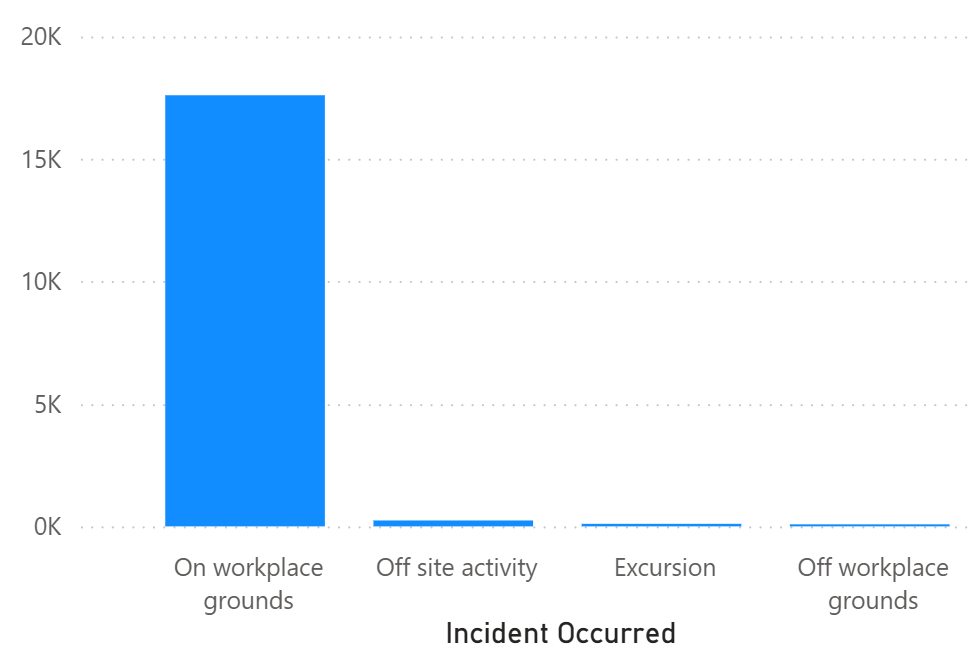 20K
15K
10K
5K
0K
On workplace
grounds
Off site activity
Excursion
Off workplace
grounds
Incident Occurred